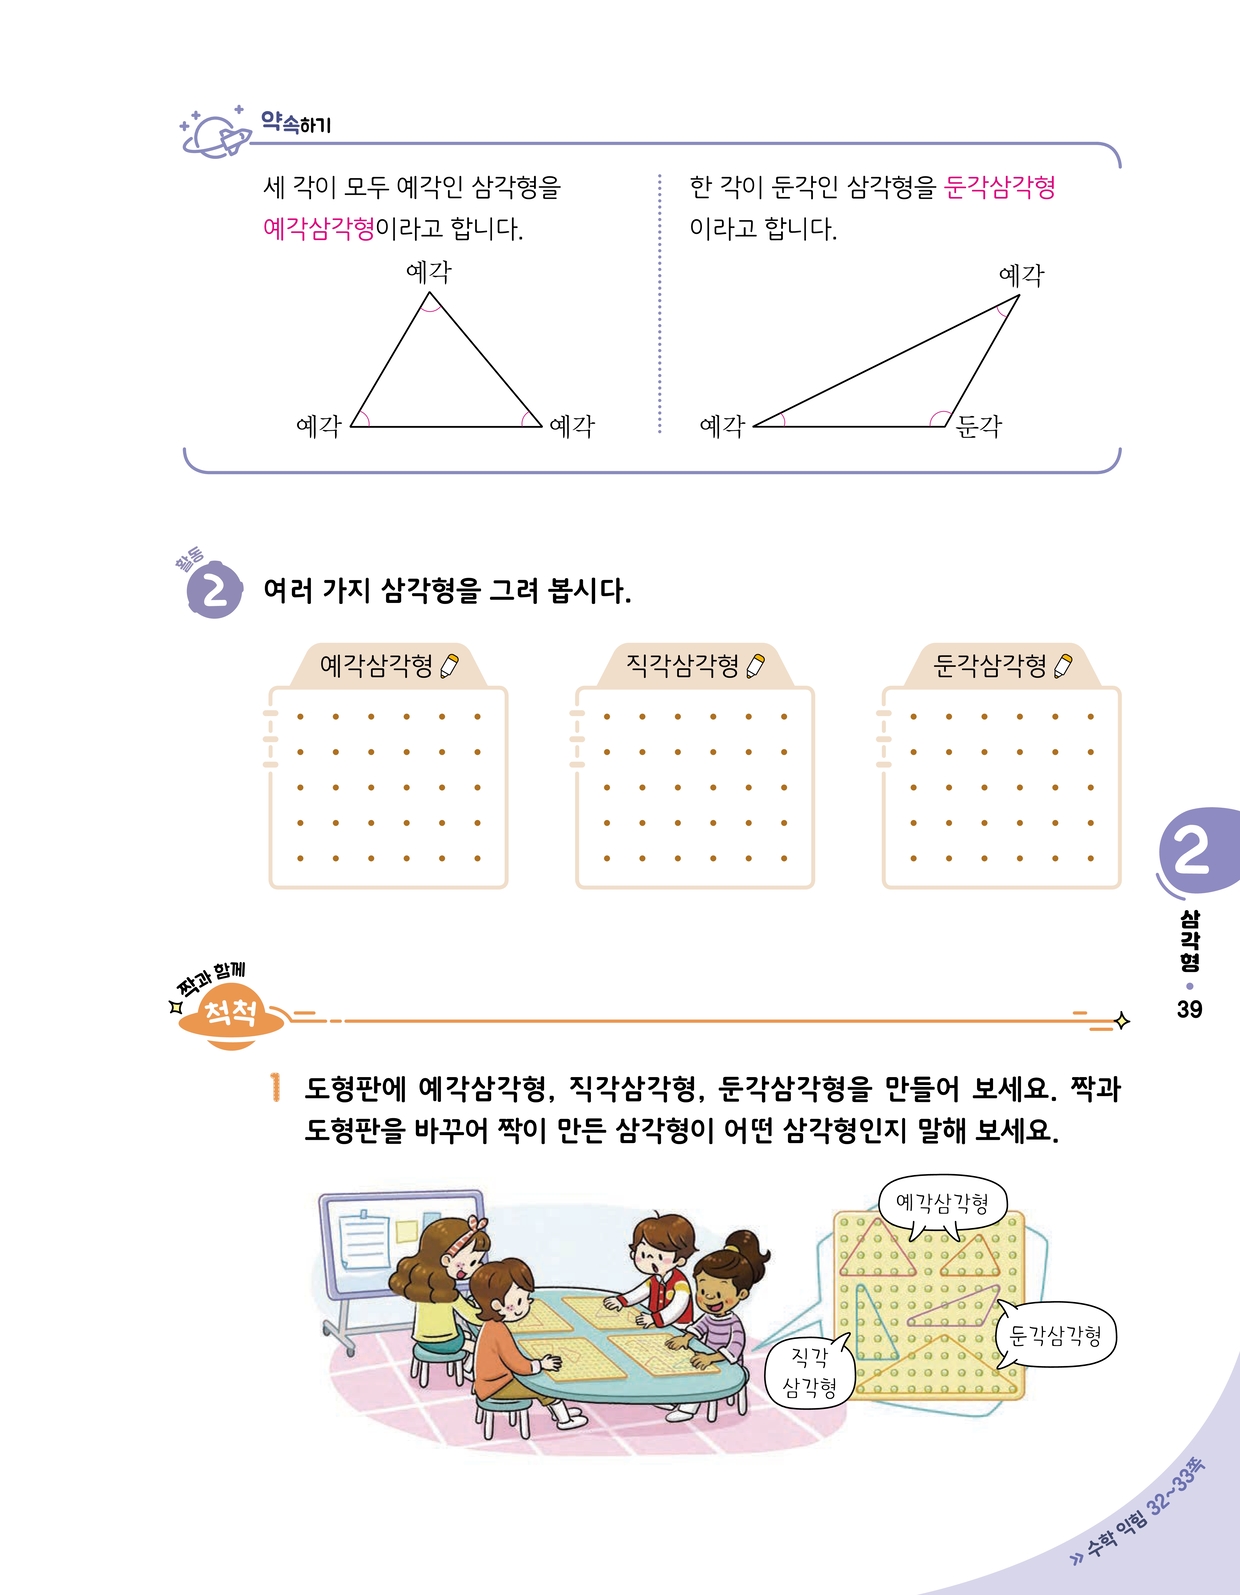 약속하기
세 각이 모두 예각인 삼각형을
예각삼각형이라고 합니다.
예각
예각
예각
한 각이 둔각인 삼각형을 둔각삼각형
이라고 합니다.
예각
예각
둔각
활동
2
여러 가지 삼각형을 그려 봅시다.
예각삼각형
직각삼각형
둔각삼각형
2
삼각형
39
짝과 함께
척척
1 도형판에 예각삼각형, 직각삼각형, 둔각삼각형을 만들어 보세요. 짝과
도형판을 바꾸어 짝이 만든 삼각형이 어떤 삼각형인지 말해 보세요.
예각삼각형
둔각삼각형
직각
삼각형
» 수학 익힘 32~33쪽